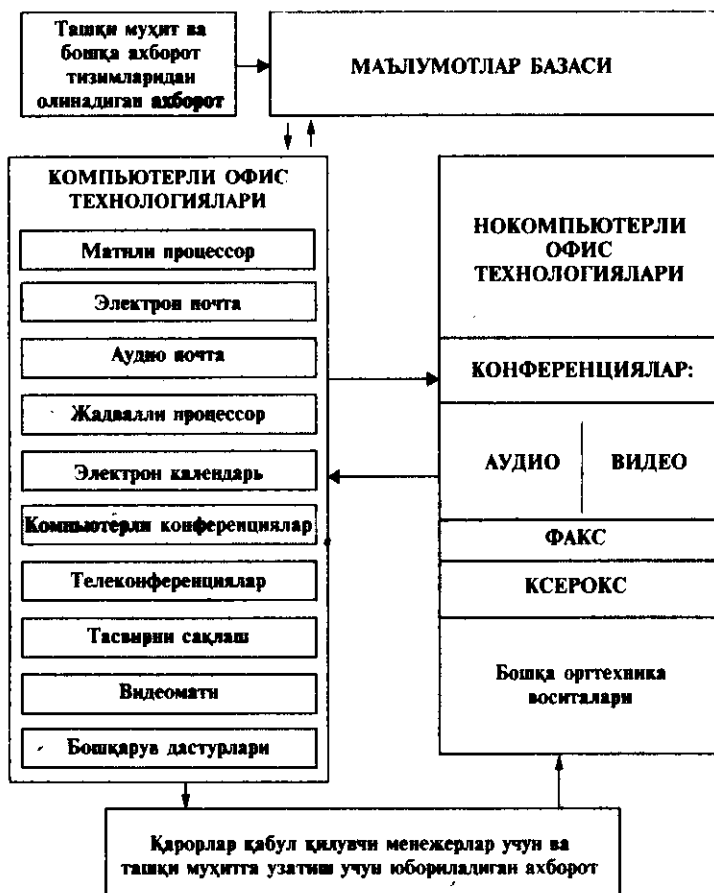 Ташқи муҳит ва
бошқа ахборот
тизимларидан
олинадиган ахборот
МАЪЛУМОТЛАР БАЗАСИ
КОМПЬЮТЕРЛИ ОФИС
ТЕХНОЛОГИЯЛАРИ
Матнли процессор
Электрон почта
Аудио почта
Жадвалли процессор
Электрон календарь
Компьютерли конференциялар
Телеконференциялар
Тасвирни сақлаш
Видеоматн
Бошқарув дастурлари
НОКОМПЬЮТЕРЛИ
ОФИС
ТЕХНОЛОГИЯЛАРИ
КОНФЕРЕНЦИЯЛАР:
АУДИО ВИДЕО
ФАКС
КСЕРОКС
Бошқа оргтехника
воситалари
Қарорлар қабул қилувчи менежерлар учун ва
ташқи муҳитга узатиш учун юбориладиган ахборот